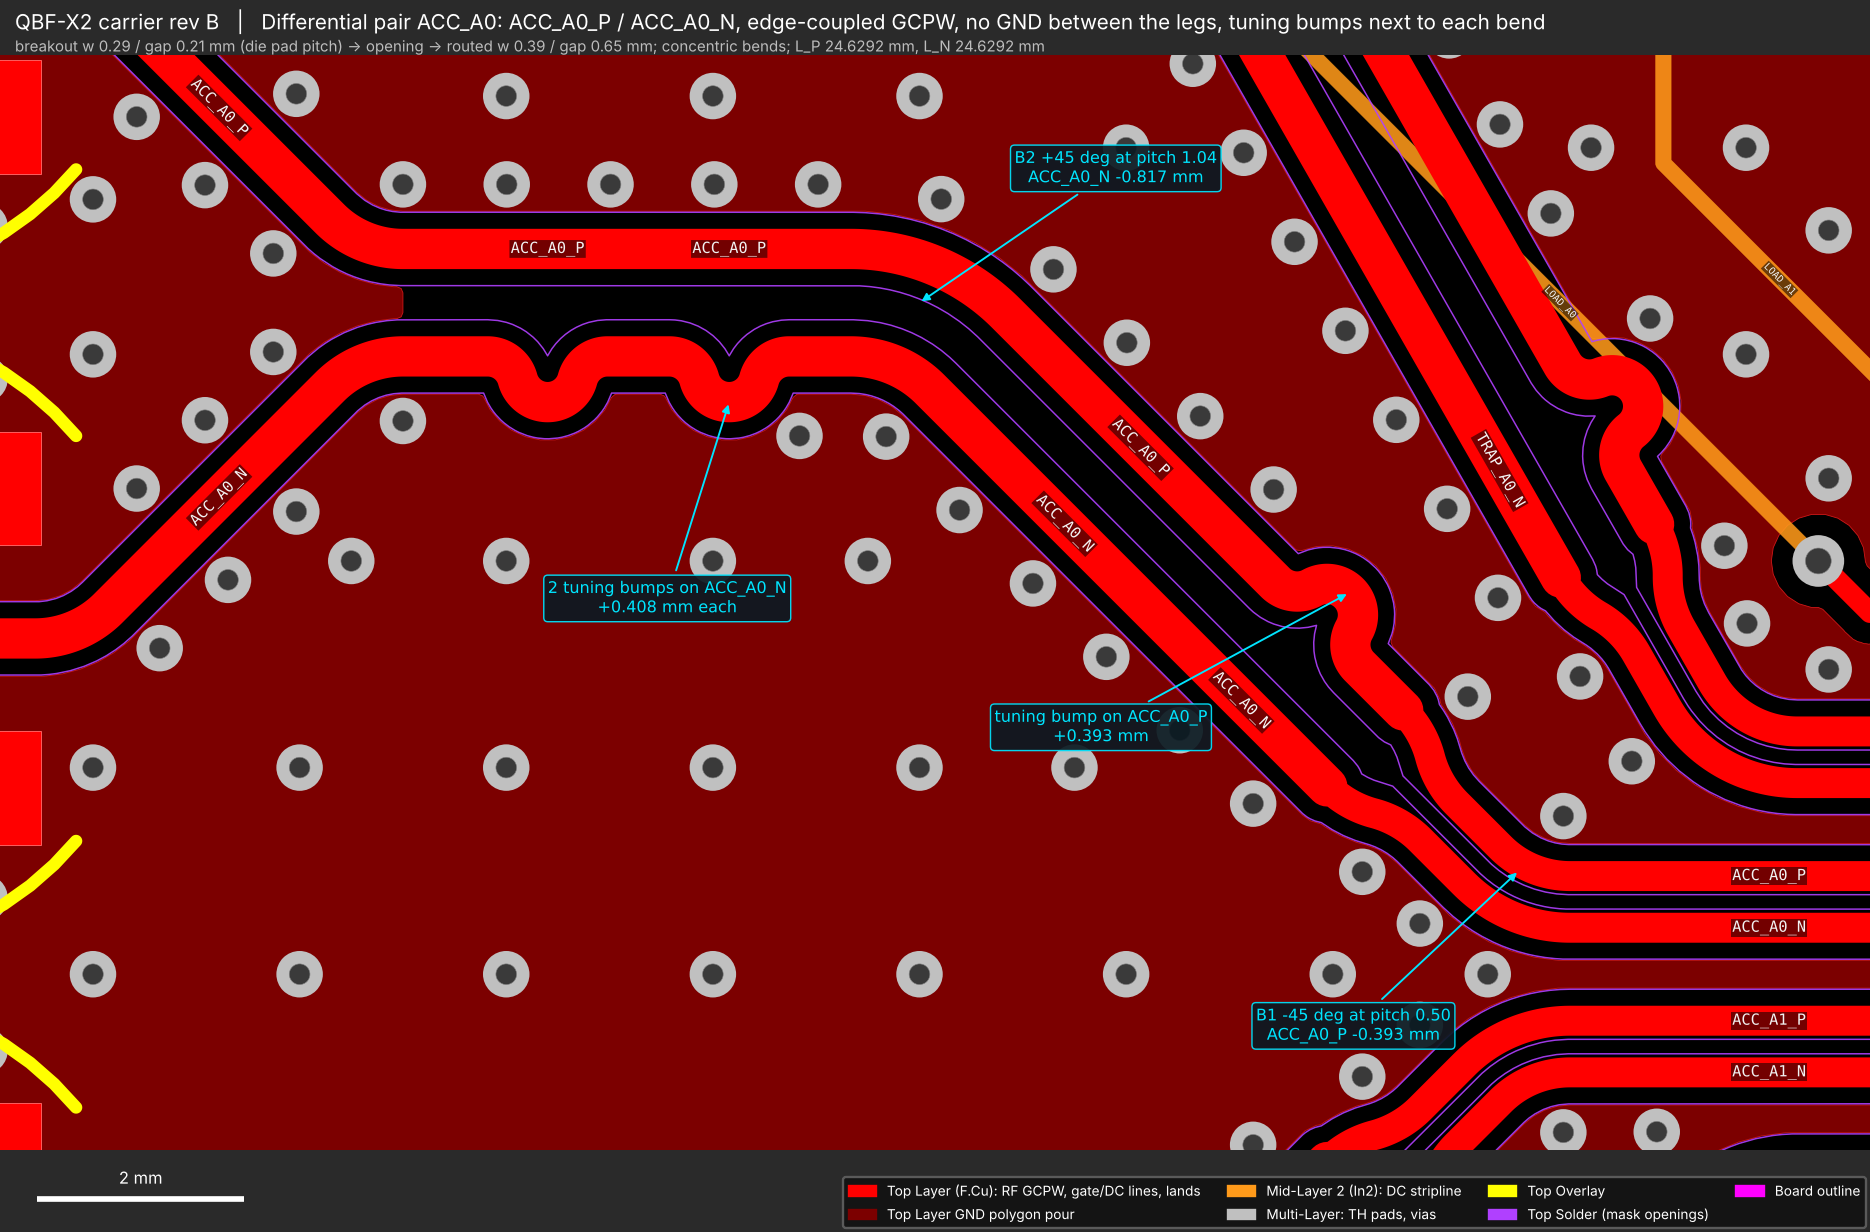 QBF-X2 carrier rev B | Differential pair ACC_A0: ACC_A0_P / ACC_A0_N, edge-coupled GCPW, no GND between the legs, tuning bumps next to each bend
breakout w 0.29 / gap 0.21 mm (die pad pitch) → opening → routed w 0.39 / gap 0.65 mm; concentric bends; L_P 24.6292 mm, L_N 24.6292 mm
ACC_A0_P
B2 +45 deg at pitch 1.04
ACC_A0_N -0.817 mm
ACC_A0_P
ACC_A0_P
LOAD_A1
LOAD_A0
ACC_A0_P
TRAP_A0_N
ACC_A0_N
ACC_A0_N
2 tuning bumps on ACC_A0_N
+0.408 mm each
ACC_A0_N
tuning bump on ACC_A0_P
+0.393 mm
ACC_A0_P
ACC_A0_N
B1 -45 deg at pitch 0.50
ACC_A0_P -0.393 mm
ACC_A1_P
ACC_A1_N
2 mm
Top Layer (F.Cu): RF GCPW, gate/DC lines, lands
Mid-Layer 2 (In2): DC stripline
Top Overlay
Board outline
Top Layer GND polygon pour
Multi-Layer: TH pads, vias
Top Solder (mask openings)